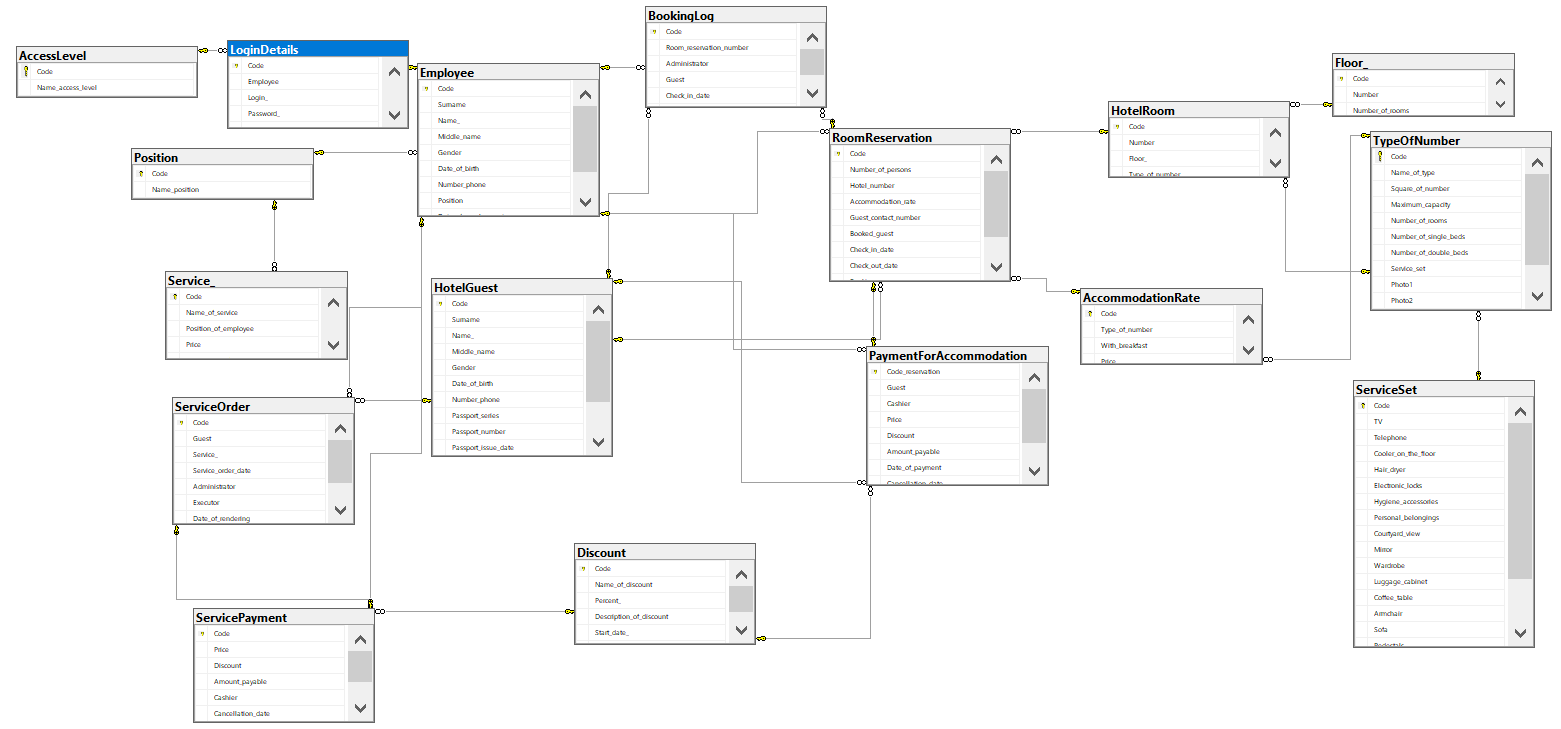 AccessLevel
Code
Name_access_level
LoginDetails
Code
Employee
Login_
Password_
Employee
Code
Surname
Name_
Middle_name
Gender
Date_of_birth
Number_phone
Position
BookingLog
Code
Room_reservation_number
Administrator
Guest
Check_in_date
Position
Code
Name_position
RoomReservation
Code
Number_of_persons
Hotel_number
Accommodation_rate
Guest_contact_number
Booked_guest
Check_in_date
Check_out_date
HotelRoom
Code
Number
Floor_
Type_of_number
Floor_
Code
Number
Number_of_rooms
TypeOfNumber
Code
Name_of_type
Square_of_number
Maximum_capacity
Number_of_rooms
Number_of_single_beds
Number_of_double_beds
Service_set
Photo1
Photo2
Service_
Code
Name_of_service
Position_of_employee
Price
HotelGuest
Code
Surname
Name_
Middle_name
Gender
Date_of_birth
Number_phone
Passport_series
Passport_number
Passport_issue_date
AccommodationRate
Code
Type_of_number
With_breakfast
Price
PaymentForAccommodation
Code_reservation
Guest
Cashier
Price
Discount
Amount_payable
Date_of_payment
Cancellation_date
ServiceSet
Code
TV
Telephone
Cooler_on_the_floor
Hair_dryer
Electronic_locks
Hygiene_accessories
Personal_belongings
Courtyard_view
Mirror
Wardrobe
Luggage_cabinet
Coffee_table
Armchair
Sofa
Pedestals
ServiceOrder
Code
Guest
Service_
Service_order_date
Administrator
Executor
Date_of_rendering
Discount
Code
Name_of_discount
Percent_
Description_of_discount
Start_date_
ServicePayment
Code
Price
Discount
Amount_payable
Cashier
Cancellation_date